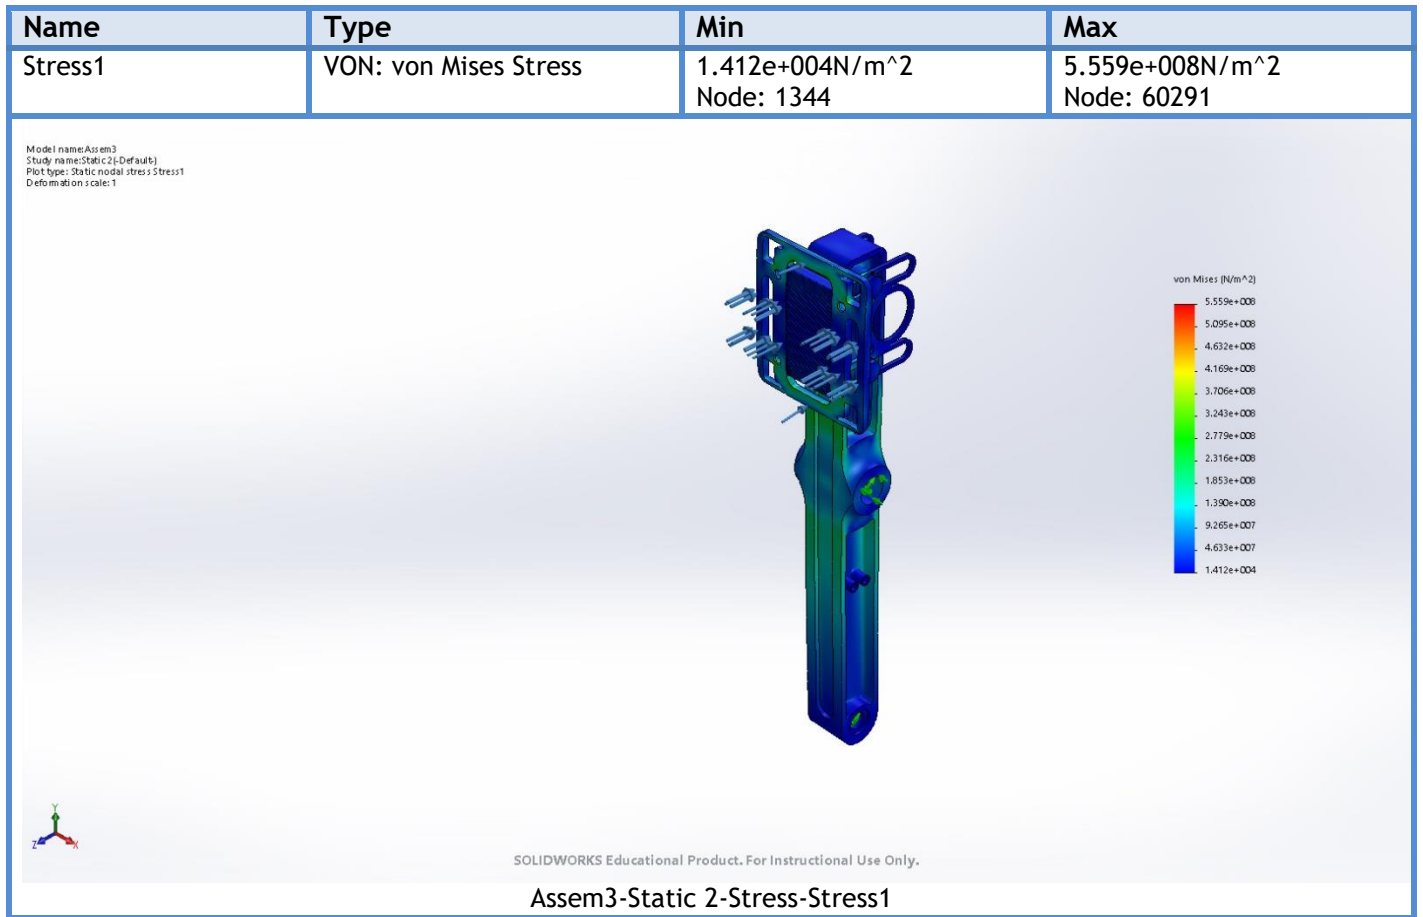 Name Type Min Max
Stress1 VON: von Mises Stress 1.412e+004N/m^2 5.559e+008N/m^2
Node: 1344 Node: 60291
Model name:Assem3
Study name:Static 2(-Default-)
Plot type: Static nodal stress Stress1
Deformation scale: 1
von Mises (N/m^2)
5.559e+008
5.095e+008
4.632e+008
4.169e+008
3.706e+008
3.243e+008
2.779e+008
2.316e+008
1.853e+008
1.390e+008
9.265e+007
4.633e+007
1.412e+004
Y
Z X
SOLIDWORKS Educational Product. For Instructional Use Only.
Assem3-Static 2-Stress-Stress1